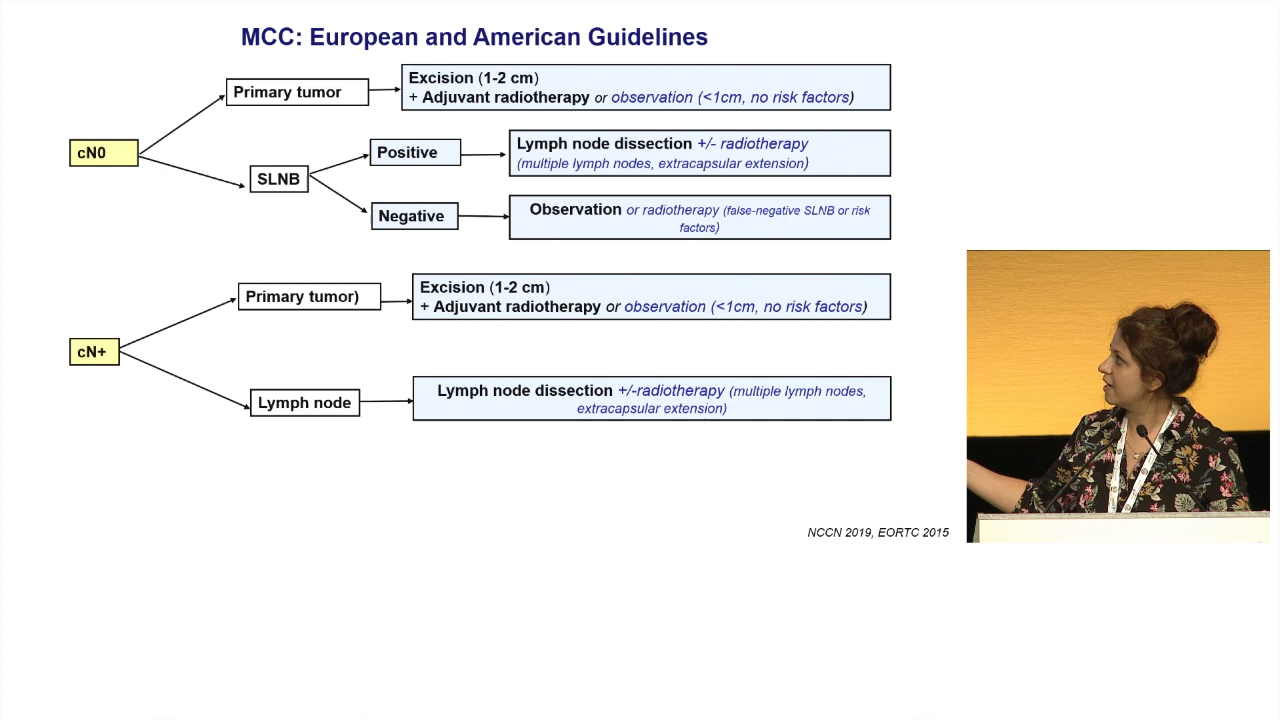 MCC: European and American Guidelines
Primary tumor
Excision (1-2 cm)
+ Adjuvant radiotherapy or observation (<1cm, no risk factors)
cN0
SLNB
Positive
Lymph node dissection +/- radiotherapy
(multiple lymph nodes, extracapsular extension)
Negative
Observation or radiotherapy (false-negative SLNB or risk
factors)
Primary tumor)
Excision (1-2 cm)
+ Adjuvant radiotherapy or observation (<1cm, no risk factors)
cN+
Lymph node
Lymph node dissection +/-radiotherapy (multiple lymph nodes,
extracapsular extension)
NCCN 2019, EORTC 2015